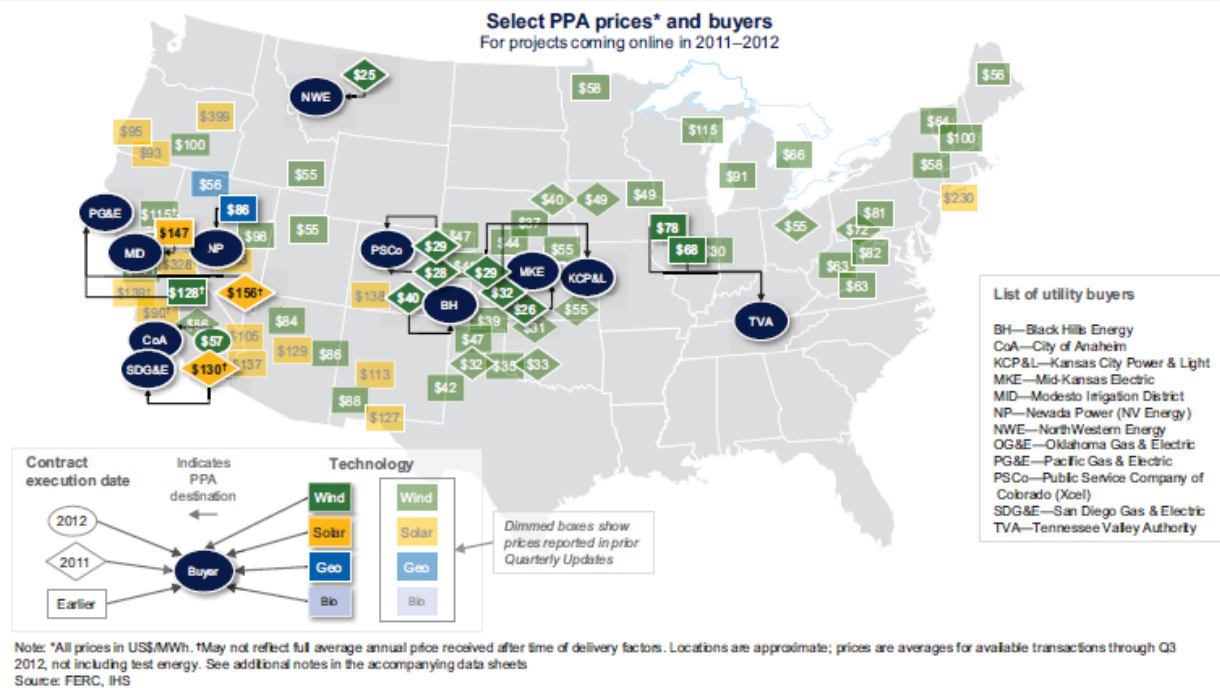 Select PPA prices* and buyers
For projects coming online in 2011–2012
$25
NWE
$58
$56
$399
$95
$93
$100
$115
$66
$64
$100
$58
$91
$55
$56
$230
$40
$49
$49
PG&E
$115†
$86
$147
MID
NP
$98
$55
PSCo
$29
$47
$37
$44
$55
$78
$68
$30
$55
$81
$72
$82
$63
$63
$328
$28
$29
MKE
KCP&L
$139†
$128†
$156†
$138
$40
BH
$32
$26
$55
$90†
$86
$84
$39
$31
TVA
CoA
$57
$105
$47
SDG&E
$130†
$137
$129
$86
$32
$35
$33
$113
$42
$88
$127
List of utility buyers
BH—Black Hills Energy
CoA—City of Anaheim
KCP&L—Kansas City Power & Light
MKE—Mid-Kansas Electric
MID—Modesto Irrigation District
NP—Nevada Power (NV Energy)
NWE—NorthWestern Energy
OG&E—Oklahoma Gas & Electric
PG&E—Pacific Gas & Electric
PSCo—Public Service Company of
Colorado (Xcel)
SDG&E—San Diego Gas & Electric
TVA—Tennessee Valley Authority
Contract
execution date
Indicates
PPA
destination
Technology
2012
2011
Earlier
Buyer
Wind
Solar
Geo
Bio
Wind
Solar
Geo
Bio
Dimmed boxes show
prices reported in prior
Quarterly Updates
Note: *All prices in US$/MWh. †May not reflect full average annual price received after time of delivery factors. Locations are approximate; prices are averages for available transactions through Q3
2012, not including test energy. See additional notes in the accompanying data sheets
Source: FERC, IHS